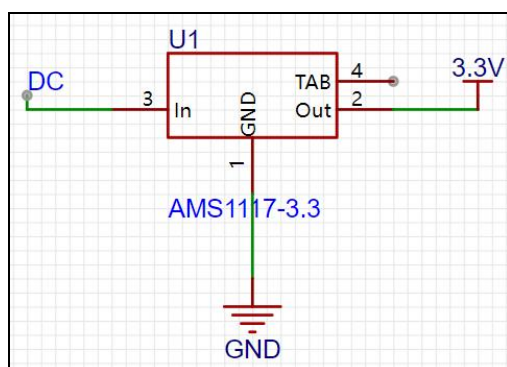 U1
DC
TAB 4
3.3V
3 In
Out 2
GND
1
AMS1117-3.3
GND